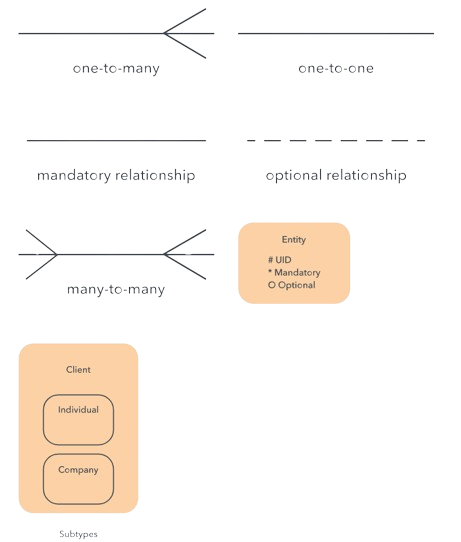 one-to-many
one-to-one
mandatory relationship
optional relationship
many-to-many
Entity
# UID
* Mandatory
O Optional
Client
Individual
Company
Subtypes